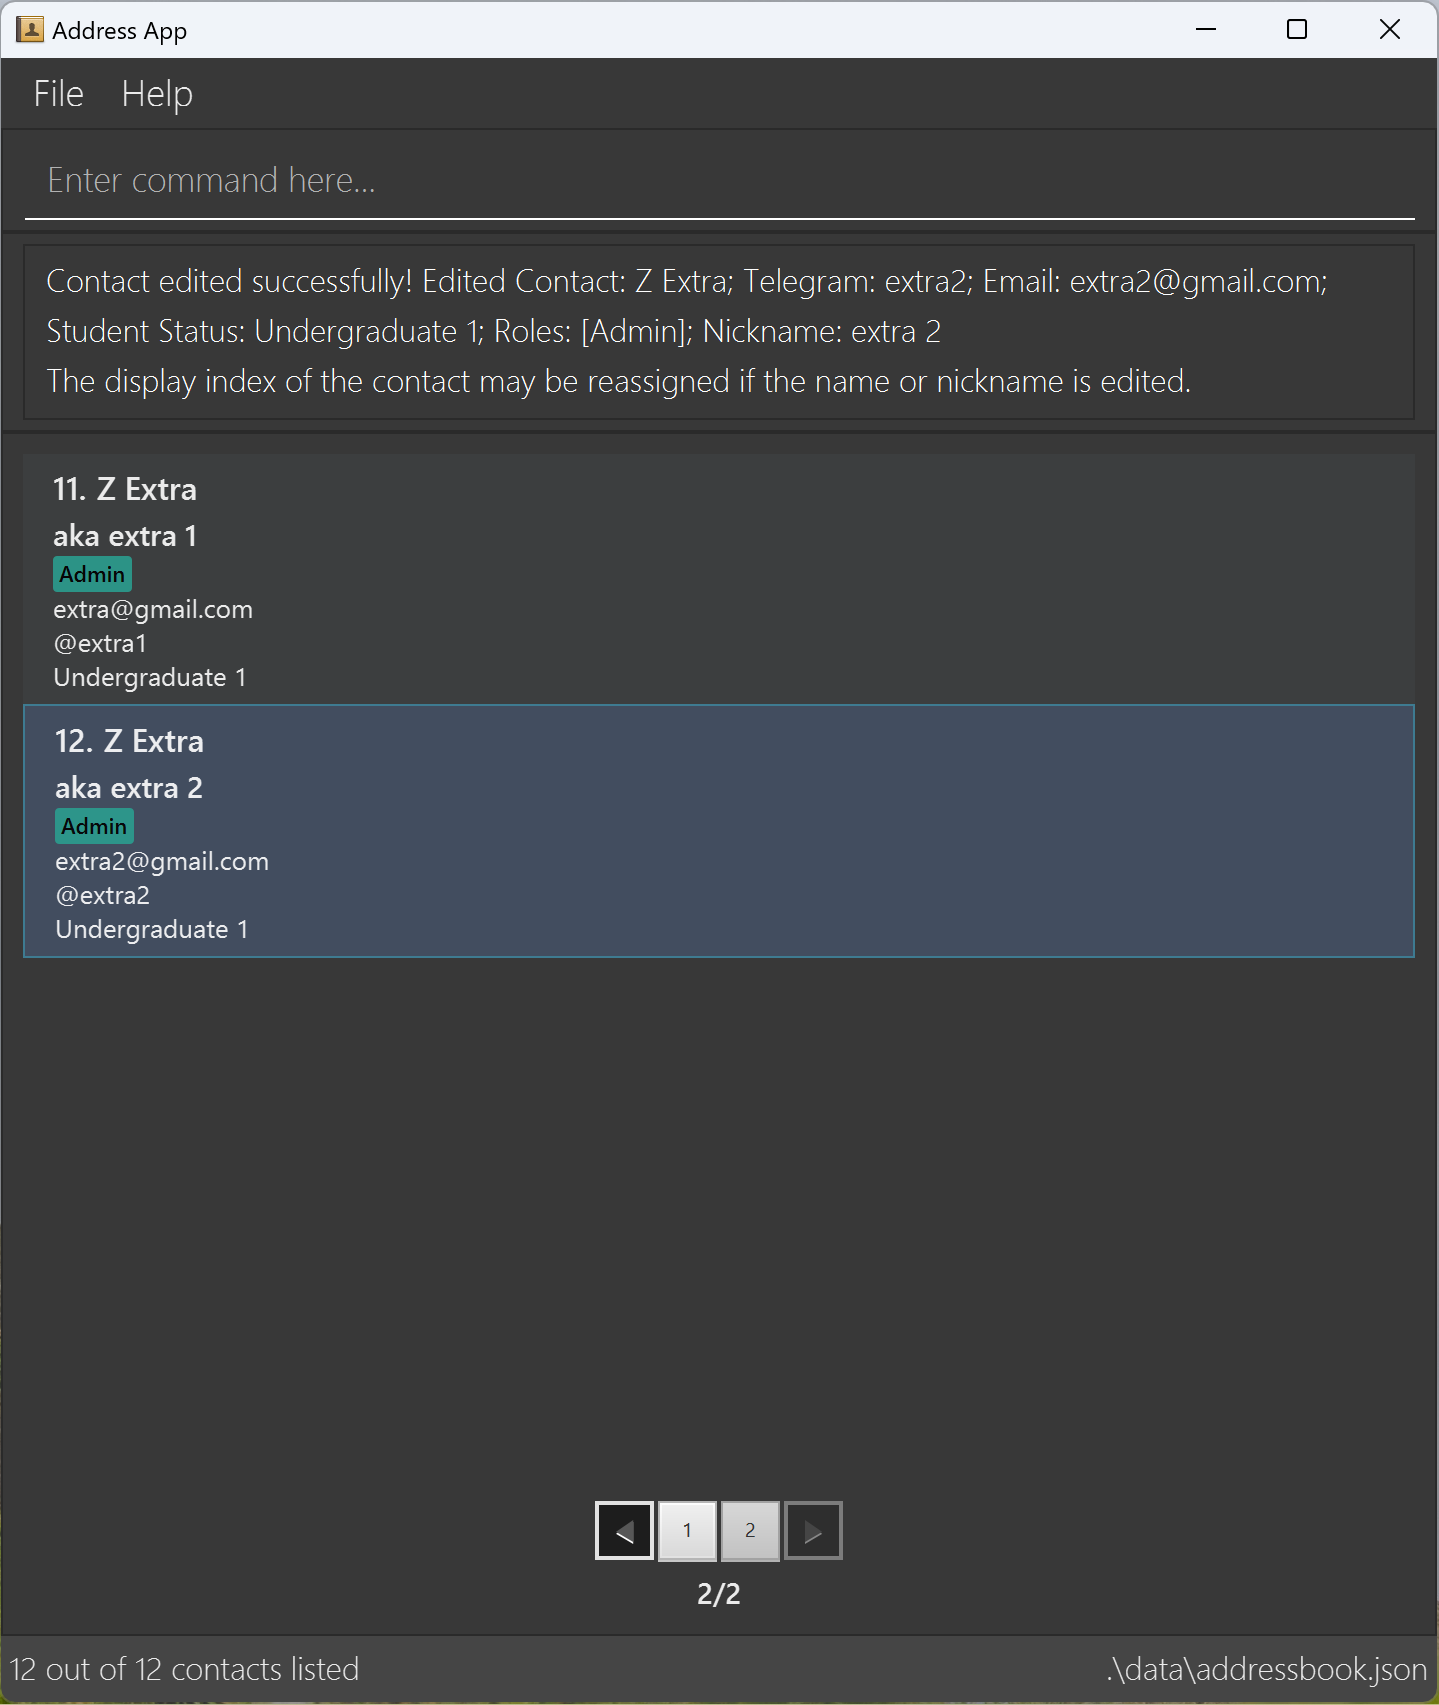 Address App
File Help
Enter command here...
Contact edited successfully! Edited Contact: Z Extra; Telegram: extra2; Email: extra2@gmail.com;
Student Status: Undergraduate 1; Roles: [Admin]; Nickname: extra 2
The display index of the contact may be reassigned if the name or nickname is edited.
11. Z Extra
aka extra 1
Admin
extra@gmail.com
@extra1
Undergraduate 1
12. Z Extra
aka extra 2
Admin
extra2@gmail.com
@extra2
Undergraduate 1
1 2
2/2
12 out of 12 contacts listed .\data\addressbook.json